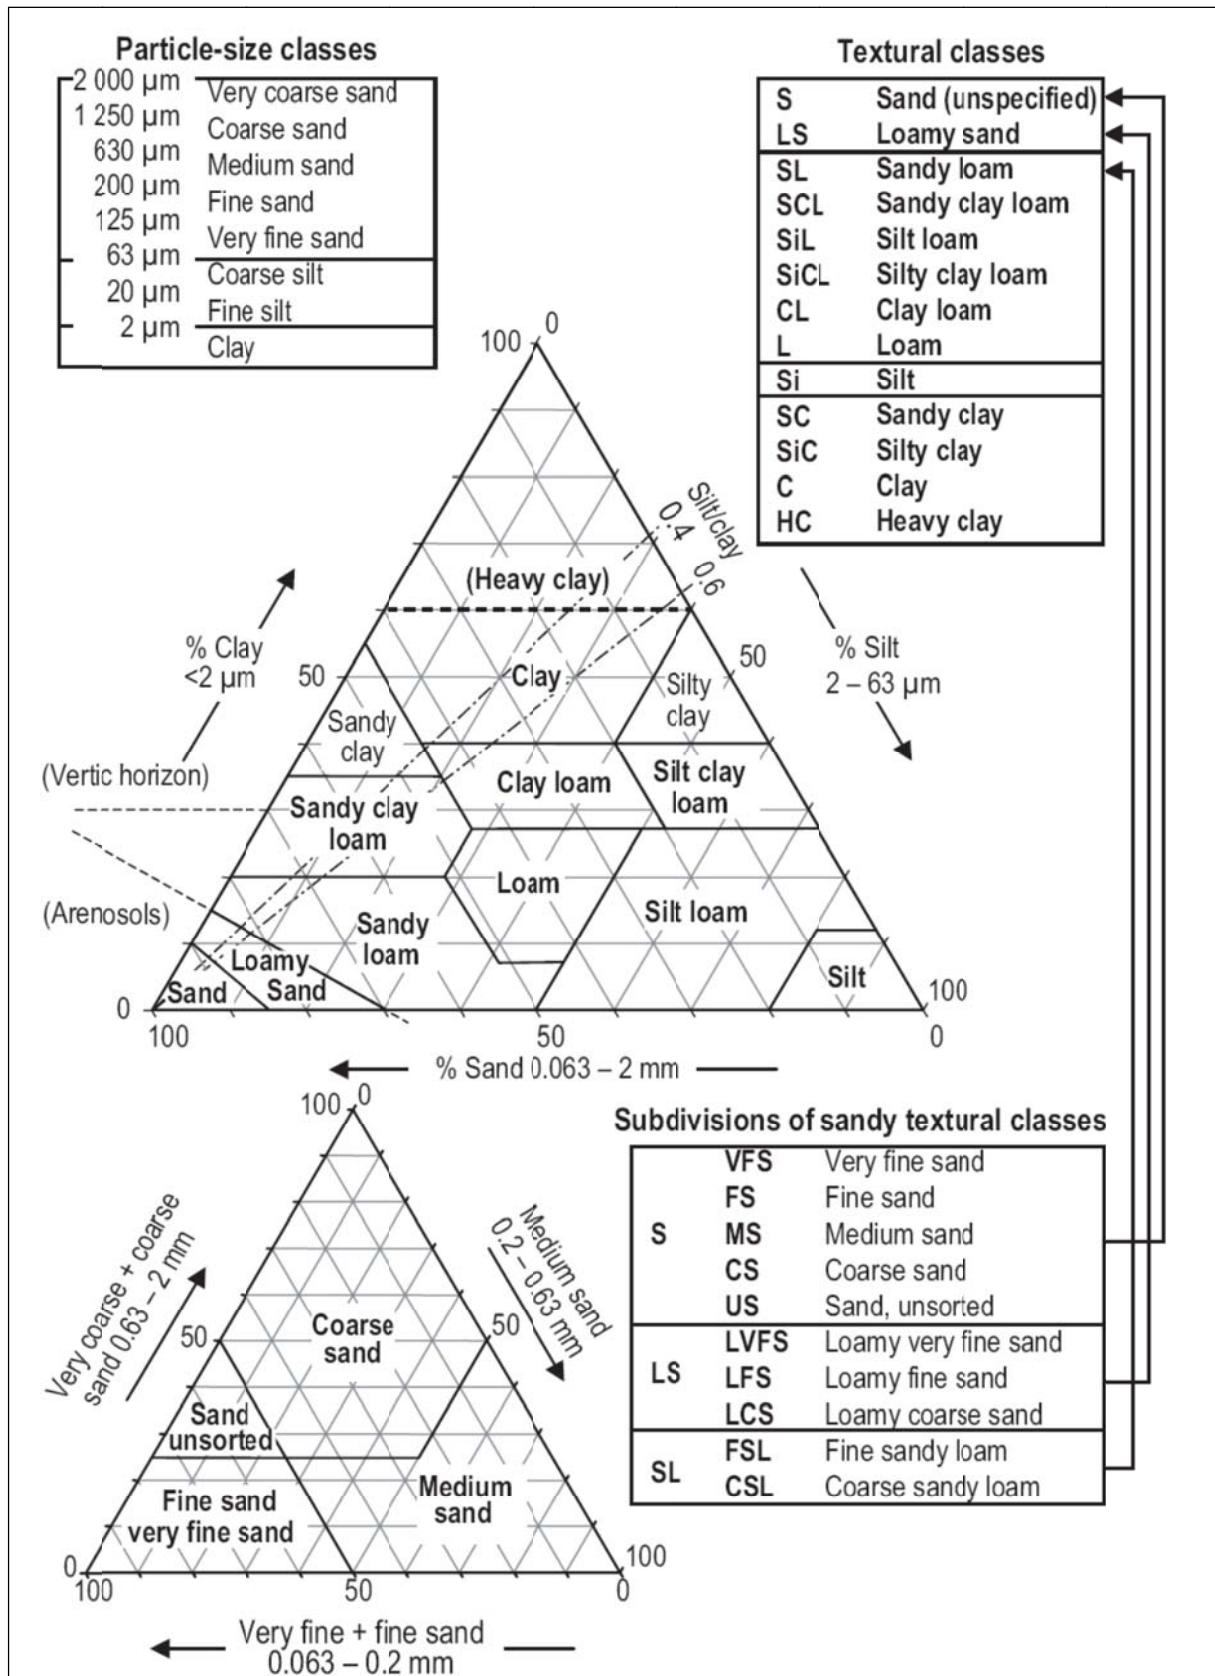 Particle-size classes
2 000 µm
Very coarse sand
1 250 µm
Coarse sand
630 µm
Medium sand
200 µm
Fine sand
125 µm
Very fine sand
63 µm
Coarse silt
20 µm
Fine silt
2 µm
Clay
Textural classes
S Sand (unspecified)
LS Loamy sand
SL Sandy loam
SCL Sandy clay loam
SiL Silt loam
SiCL Silty clay loam
CL Clay loam
L Loam
Si Silt
SC Sandy clay
SiC Silty clay
C Clay
HC Heavy clay
100 0
Silt/clay
0.4
0.6
(Heavy clay)
% Clay
<2 µm
50
Clay
Silty
clay
50
% Silt
2 – 63 µm
Sandy
clay
(Vertic horizon)
Clay loam
Silt clay
loam
Sandy clay
loam
Loam
(Arenosols)
Sandy
loam
Silt loam
Loamy
Sand
Sand
Silt
0
100
100
50
0
% Sand 0.063 – 2 mm
100 0
Very coarse + coarse
sand 0.63 – 2 mm
Medium sand
0.2 – 0.63 mm
50
Coarse
sand
50
Sand
unsorted
Fine sand
very fine sand
Medium
sand
0
100
100
50
0
Very fine + fine sand
0.063 – 0.2 mm
Subdivisions of sandy textural classes
S
VFS Very fine sand
FS Fine sand
MS Medium sand
CS Coarse sand
US Sand, unsorted
LS
LVFS Loamy very fine sand
LFS Loamy fine sand
LCS Loamy coarse sand
SL
FSL Fine sandy loam
CSL Coarse sandy loam